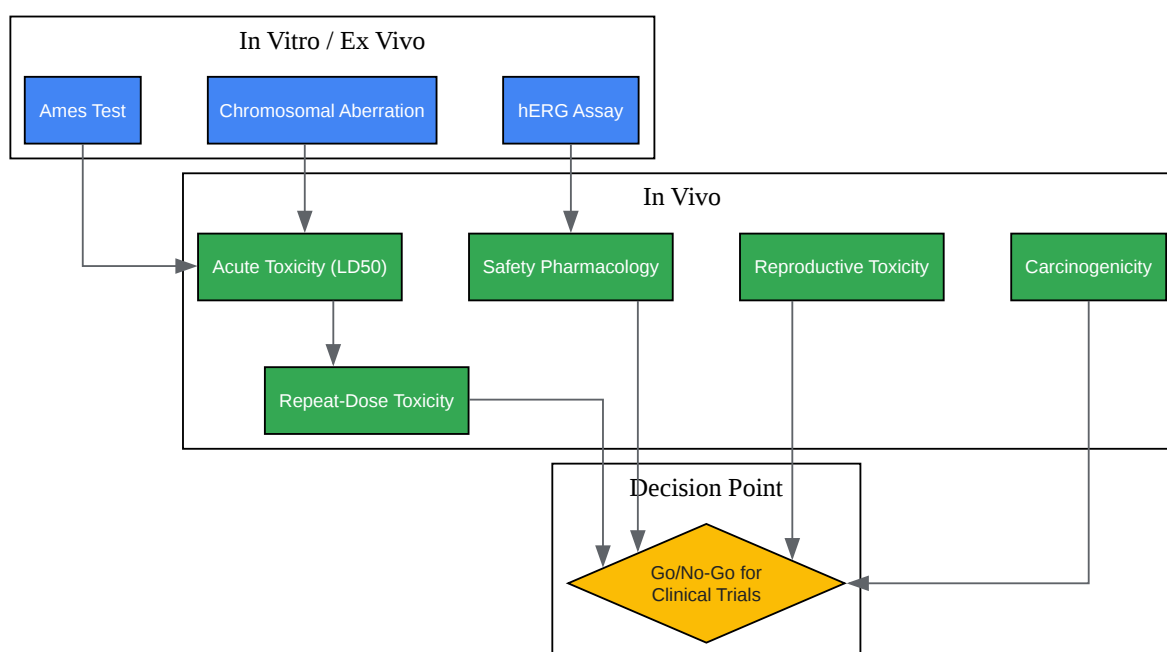 In Vitro / Ex Vivo
Ames Test
Chromosomal Aberration
hERG Assay
In Vivo
Acute Toxicity (LD50)
Safety Pharmacology
Reproductive Toxicity
Carcinogenicity
Repeat-Dose Toxicity
Decision Point
Go/No-Go for
Clinical Trials